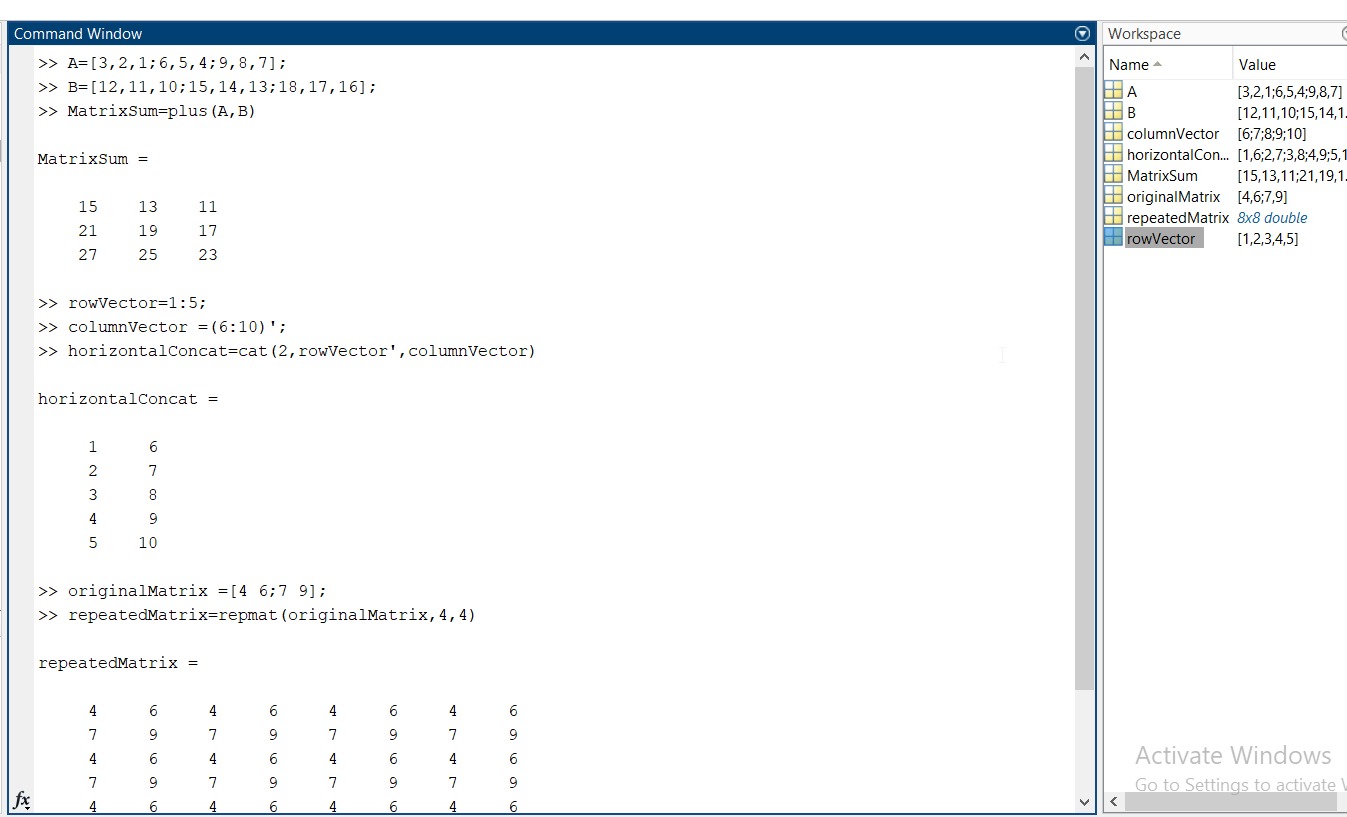 Command Window
>> A=[3,2,1;6,5,4;9,8,7];
>> B=[12,11,10;15,14,13;18,17,16];
>> MatrixSum=plus(A,B)
MatrixSum =
15 13 11
21 19 17
27 25 23
>> rowVector=1:5;
>> columnVector =(6:10)';
>> horizontalConcat=cat(2,rowVector',columnVector)
horizontalConcat =
1 6
2 7
3 8
4 9
5 10
>> originalMatrix =[4 6;7 9];
>> repeatedMatrix=repmat(originalMatrix,4,4)
repeatedMatrix =
4 6 4 6 4 6 4 6
7 9 7 9 7 9 7 9
4 6 4 6 4 6 4 6
7 9 7 9 7 9 7 9
4 6 4 6 4 6 4 6
fx
Workspace
Name Value
A [3,2,1;6,5,4;9,8,7]
B [12,11,10;15,14,1..
columnVector [6;7;8;9;10]
horizontalCon... [1,6;2,7;3,8;4,9;5,1
MatrixSum [15,13,11;21,19,1..
originalMatrix [4,6;7,9]
repeatedMatrix 8x8 double
rowVector [1,2,3,4,5]
Activate Windows
Go to Settings to activate